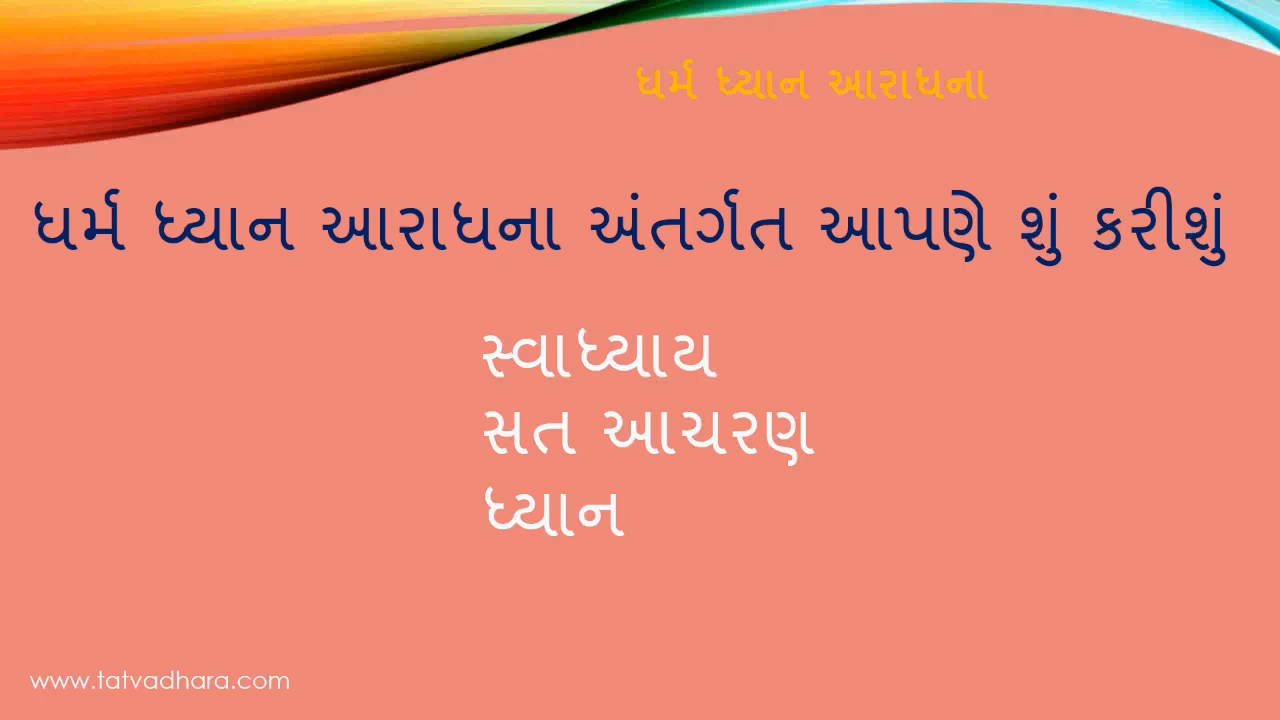 ધર્મ ધ્યાન આરાધના
ધર્મ ધ્યાન આરાધના અંતર્ગત આપણે શું કરીશું
સ્વાધ્યાય
સત આચરણ
ધ્યાન
www.tatvadhara.com